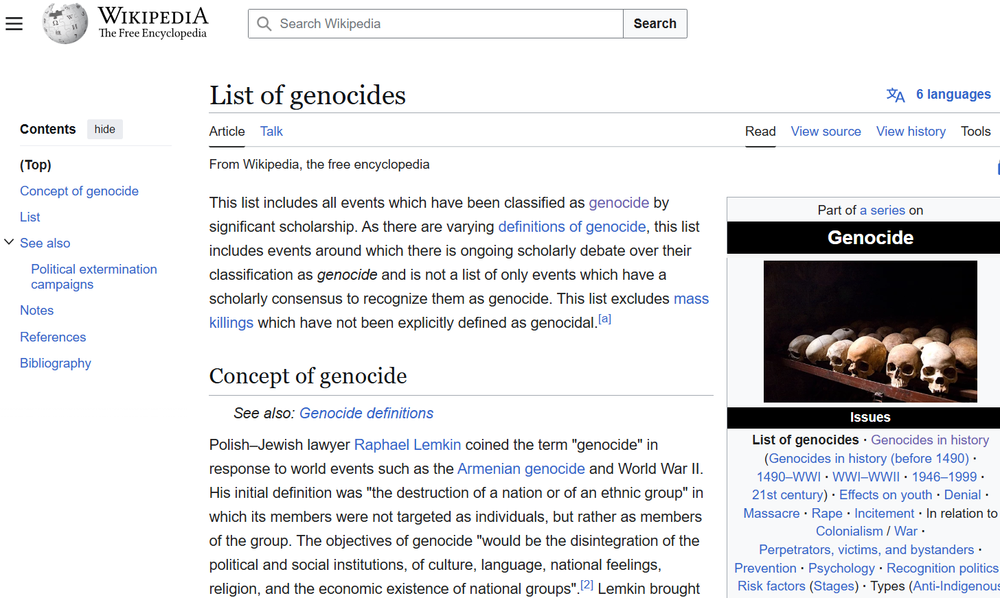 WIKIPEDIA
The Free Encyclopedia
Search Wikipedia
Search
List of genocides
6 languages
Contents
hide
Article
Talk
Read
View source
View history
Tools
(Top)
Concept of genocide
List
See also
Political extermination
campaigns
Notes
References
Bibliography
From Wikipedia, the free encyclopedia
This list includes all events which have been classified as genocide by
significant scholarship. As there are varying definitions of genocide, this list
includes events around which there is ongoing scholarly debate over their
classification as genocide and is not a list of only events which have a
scholarly consensus to recognize them as genocide. This list excludes mass
killings which have not been explicitly defined as genocidal.[a]
Concept of genocide
See also: Genocide definitions
Polish–Jewish lawyer Raphael Lemkin coined the term "genocide" in
response to world events such as the Armenian genocide and World War II.
His initial definition was "the destruction of a nation or of an ethnic group" in
which its members were not targeted as individuals, but rather as members
of the group. The objectives of genocide "would be the disintegration of the
political and social institutions, of culture, language, national feelings,
religion, and the economic existence of national groups".[2] Lemkin brought
Part of a series on
Genocide
Issues
List of genocides · Genocides in history
(Genocides in history (before 1490) ·
1490–WWI · WWI–WWII · 1946–1999 ·
21st century) · Effects on youth · Denial ·
Massacre · Rape · Incitement · In relation to
Colonialism / War ·
Perpetrators, victims, and bystanders ·
Prevention · Psychology · Recognition politics
Risk factors (Stages) · Types (Anti-Indigenous